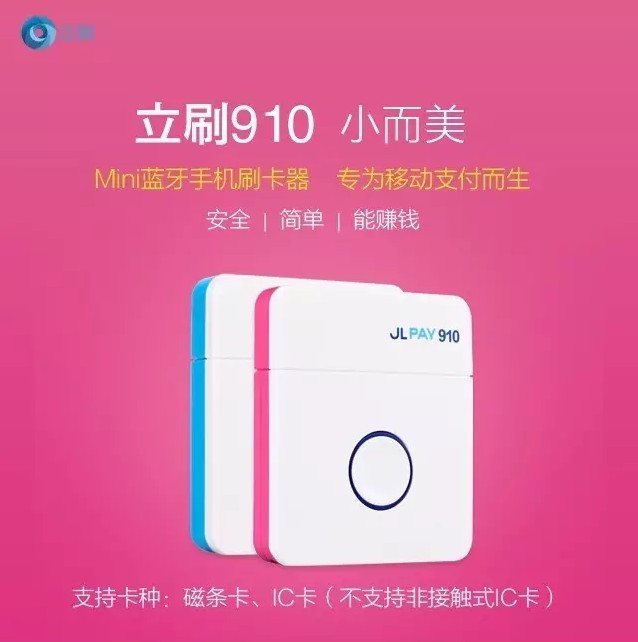 立刷
立刷910 小而美
Mini蓝牙手机刷卡器 专为移动支付而生
安全 | 简单 | 能赚钱
JLPAY 910
支持卡种：磁条卡、IC卡（不支持非接触式IC卡）